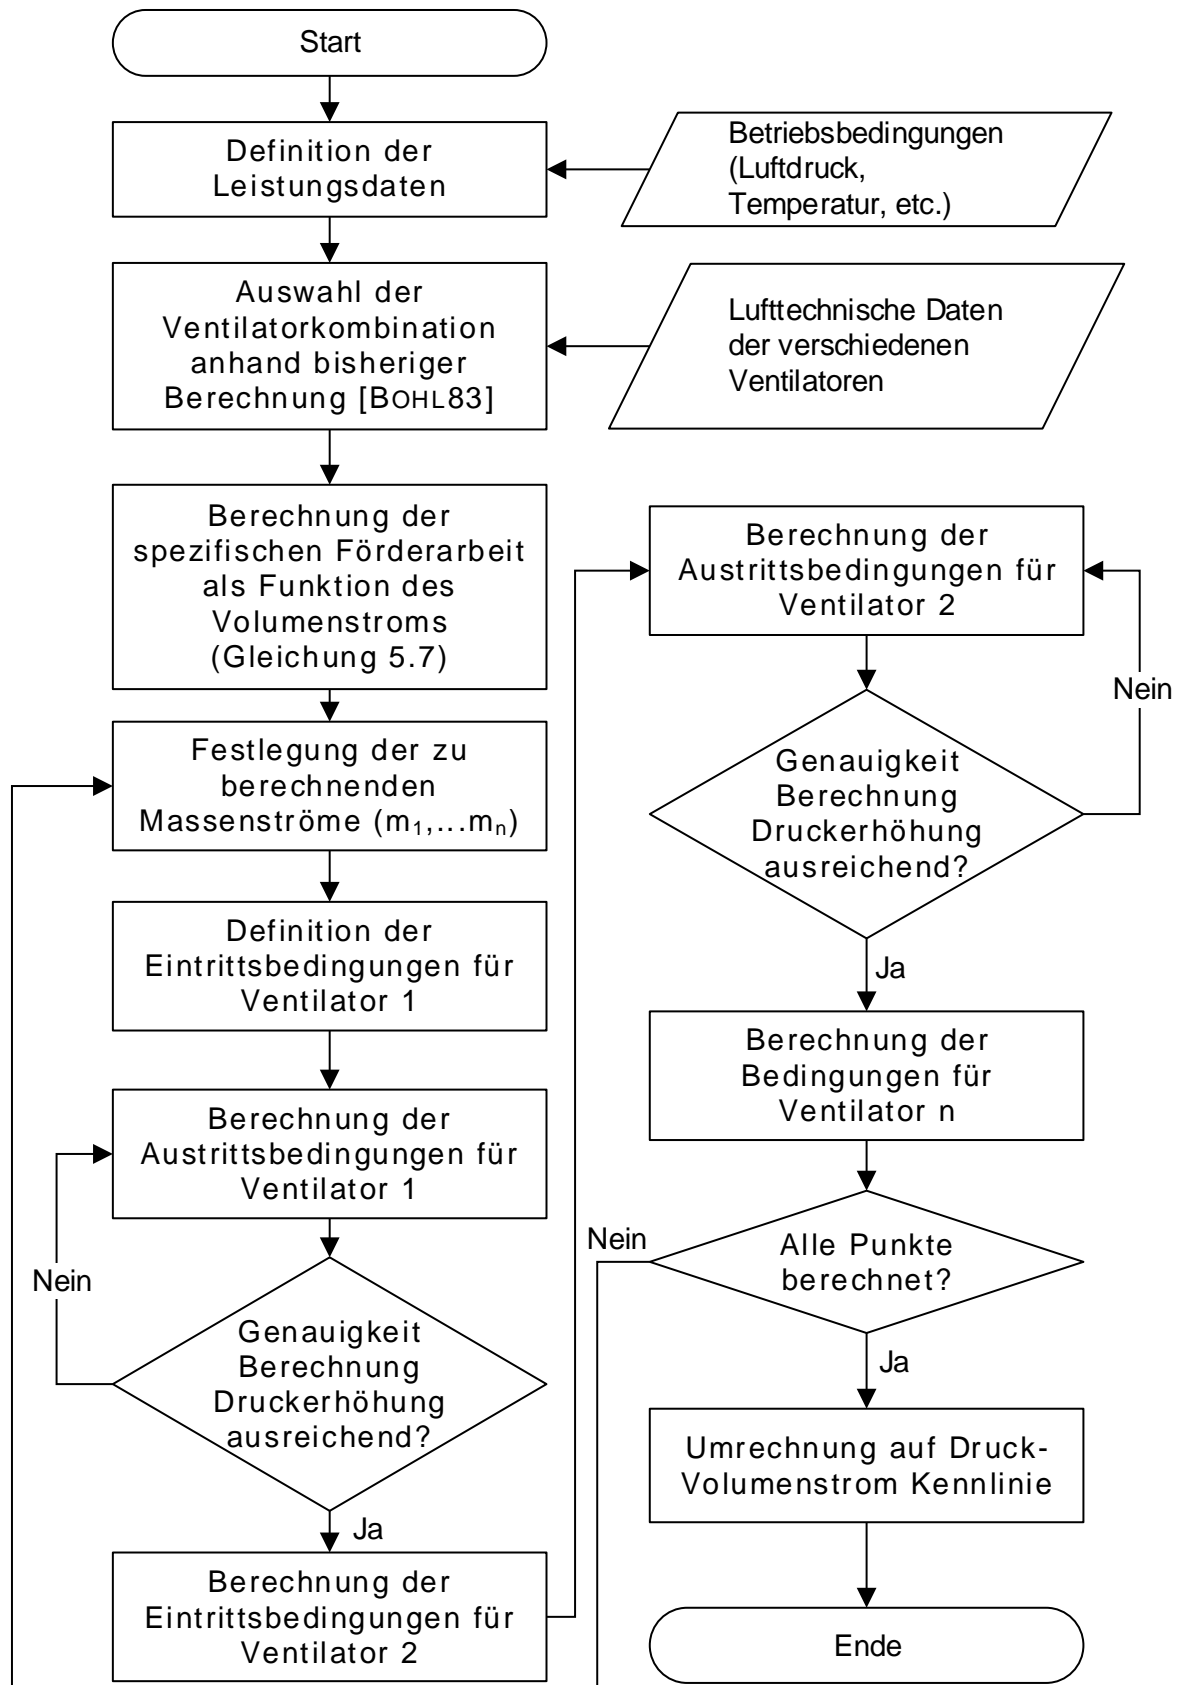 Start
Definition der
Leistungsdaten
Betriebsbedingungen
(Luftdruck,
Temperatur, etc.)
Auswahl der
Ventilatorkombination
anhand bisheriger
Berechnung [BOHL83]
Lufttechnische Daten
der verschiedenen
Ventilatoren
Berechnung der
spezifischen Förderarbeit
als Funktion des
Volumenstroms
(Gleichung 5.7)
Festlegung der zu
berechnenden
Massenströme (m₁,...mₙ)
Definition der
Eintrittsbedingungen für
Ventilator 1
Berechnung der
Austrittsbedingungen für
Ventilator 1
Nein
Genauigkeit
Berechnung
Druckerhöhung
ausreichend?
Ja
Berechnung der
Eintrittsbedingungen für
Ventilator 2
Berechnung der
Austrittsbedingungen für
Ventilator 2
Nein
Genauigkeit
Berechnung
Druckerhöhung
ausreichend?
Ja
Berechnung der
Bedingungen für
Ventilator n
Nein
Alle Punkte
berechnet?
Ja
Umrechnung auf Druck-
Volumenstrom Kennlinie
Ende